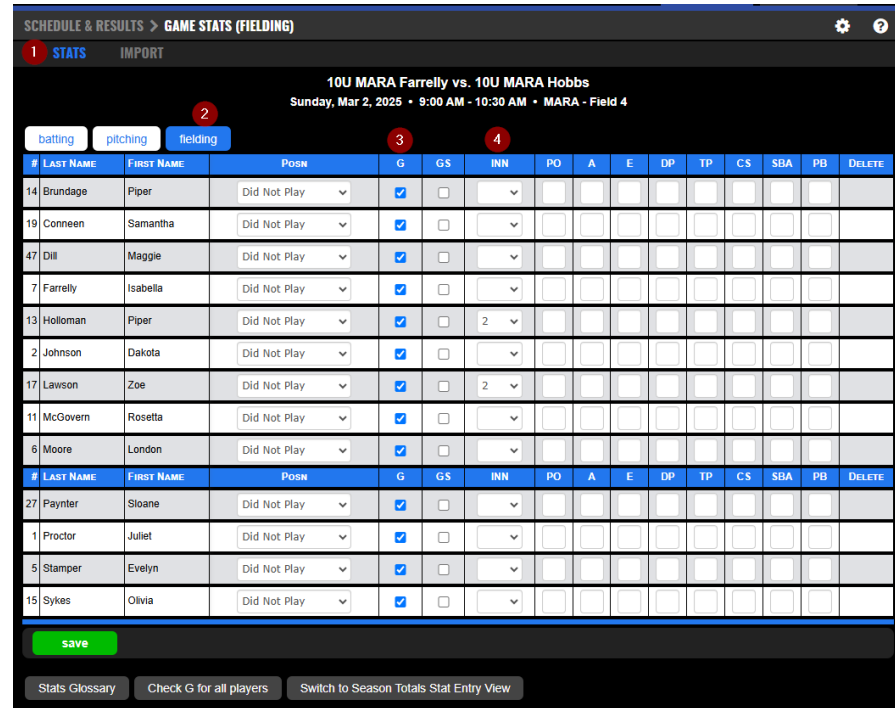 SCHEDULE & RESULTS > GAME STATS (FIELDING)
1 STATS IMPORT
10U MARA Farrelly vs. 10U MARA Hobbs
Sunday, Mar 2, 2025 • 9:00 AM - 10:30 AM • MARA - Field 4
2
batting pitching fielding 3 4
# LAST NAME FIRST NAME POSN G GS INN PO A E DP TP CS SBA PB DELETE
14 Brundage Piper Did Not Play
19 Conneen Samantha Did Not Play
47 Dill Maggie Did Not Play
7 Farrelly Isabella Did Not Play
13 Holloman Piper Did Not Play 2
2 Johnson Dakota Did Not Play
17 Lawson Zoe Did Not Play 2
11 McGovern Rosetta Did Not Play
6 Moore London Did Not Play
# LAST NAME FIRST NAME POSN G GS INN PO A E DP TP CS SBA PB DELETE
27 Paynter Sloane Did Not Play
1 Proctor Juliet Did Not Play
5 Stamper Evelyn Did Not Play
15 Sykes Olivia Did Not Play
save
Stats Glossary Check G for all players Switch to Season Totals Stat Entry View